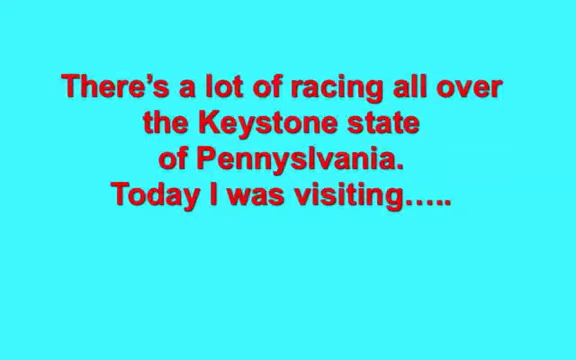 There’s a lot of racing all over
the Keystone state
of Pennyslvania.
Today I was visiting…..